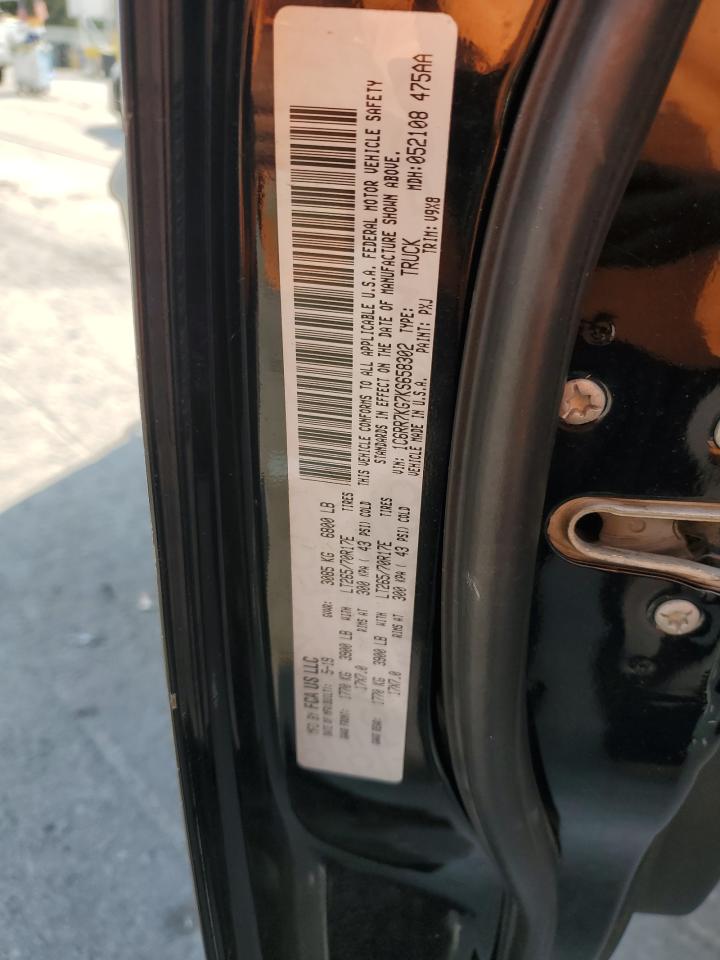 MFD BY FCA US LLC
DATE OF MFR/BUILT: 5-19 GVWR: 3085 KG 6800 LB
GAWR FRONT: 1770 KG 3900 LB WITH LT265/70R17E TIRES
17X7.0 RIMS AT 300 KPA ( 43 PSI) COLD
GAWR REAR: 1770 KG 3900 LB WITH LT265/70R17E TIRES
17X7.0 RIMS AT 300 KPA ( 43 PSI) COLD
THIS VEHICLE CONFORMS TO ALL APPLICABLE U.S.A. FEDERAL MOTOR VEHICLE SAFETY
STANDARDS IN EFFECT ON THE DATE OF MANUFACTURE SHOWN ABOVE.
VIN: 1C6RR7KG7KS658302 TYPE: TRUCK MDH:052108 475AA
VEHICLE MADE IN U.S.A. PAINT: PXJ TRIM: V9X8